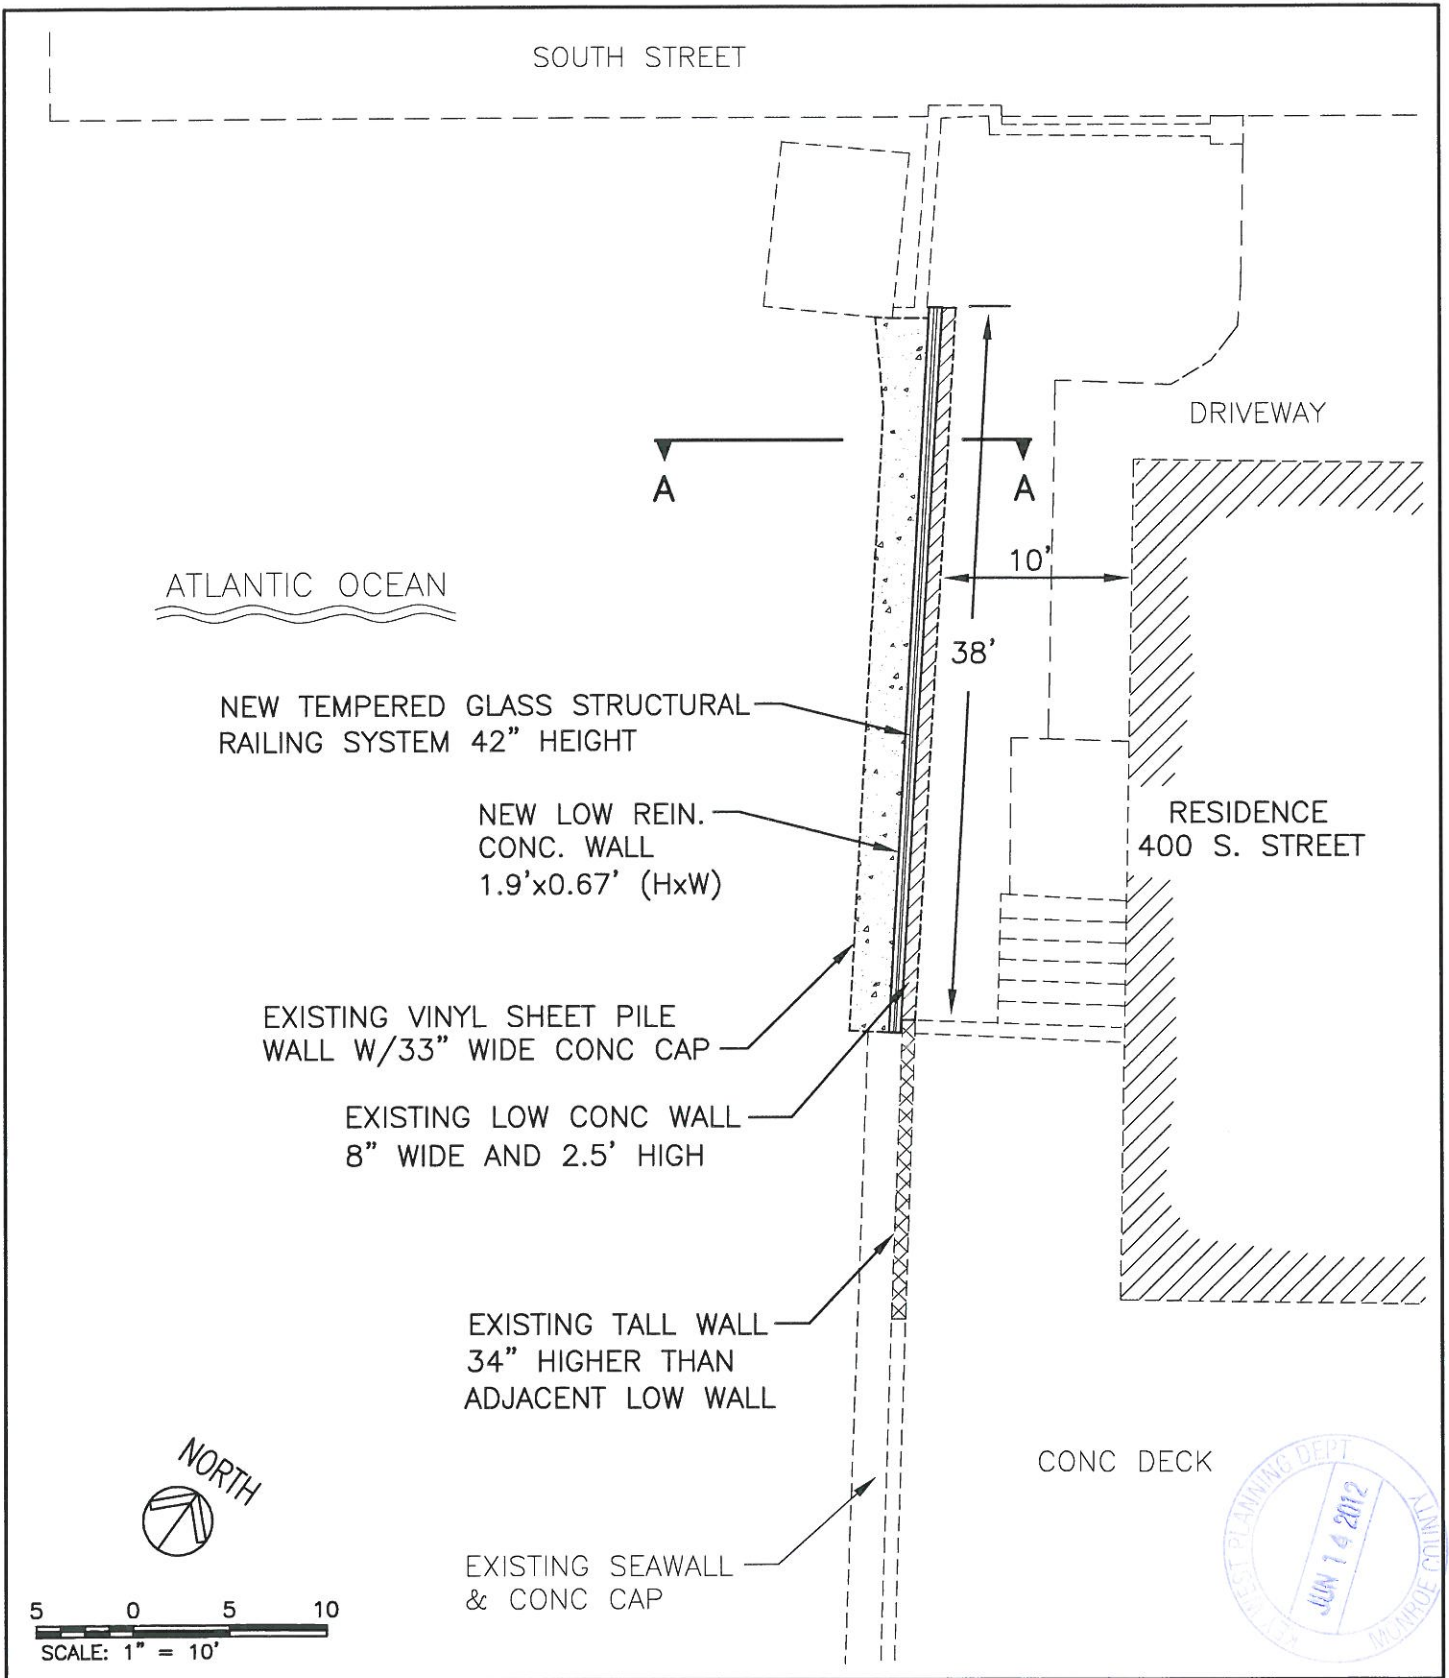 SOUTH STREET
DRIVEWAY
A A
10'
ATLANTIC OCEAN
38'
NEW TEMPERED GLASS STRUCTURAL
RAILING SYSTEM 42" HEIGHT
NEW LOW REIN.
CONC. WALL
1.9'x0.67' (HxW)
RESIDENCE
400 S. STREET
EXISTING VINYL SHEET PILE
WALL W/33" WIDE CONC CAP
EXISTING LOW CONC WALL
8" WIDE AND 2.5' HIGH
EXISTING TALL WALL
34" HIGHER THAN
ADJACENT LOW WALL
CONC DECK
NORTH
EXISTING SEAWALL
& CONC CAP
5 0 5 10
SCALE: 1" = 10'
KEY WEST PLANNING DEPT
JUN 14 2012
MONROE COUNTY